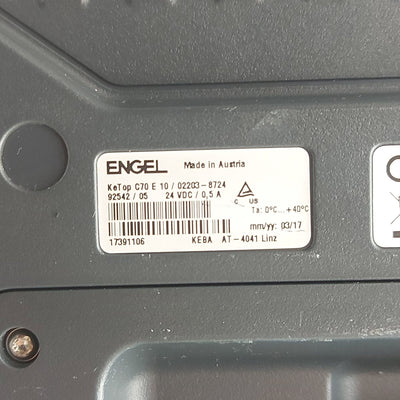 ENGEL Made in Austria
KeTop C70 E 10 / 02203-8724
92542 / 05 24 VDC / 0,5 A
C US
Ta: 0°C...+40°C
mm/yy: 03/17
17391106 KEBA AT-4041 Linz